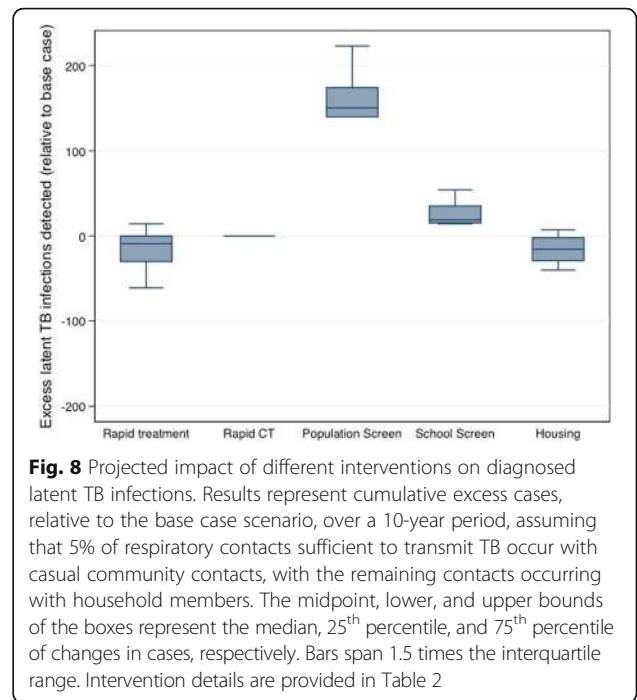 Excess latent TB infections detected (relative to base case)
200
100
0
-100
-200
Rapid treatment Rapid CT Population Screen School Screen Housing
Fig. 8 Projected impact of different interventions on diagnosed
latent TB infections. Results represent cumulative excess cases,
relative to the base case scenario, over a 10-year period, assuming
that 5% of respiratory contacts sufficient to transmit TB occur with
casual community contacts, with the remaining contacts occurring
with household members. The midpoint, lower, and upper bounds
of the boxes represent the median, 25th percentile, and 75th percentile
of changes in cases, respectively. Bars span 1.5 times the interquartile
range. Intervention details are provided in Table 2